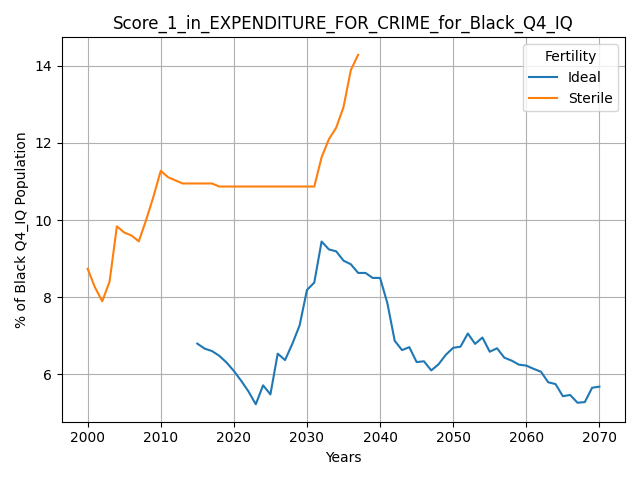 Score_1_in_EXPENDITURE_FOR_CRIME_for_Black_Q4_IQ
Fertility
Ideal
Sterile
% of Black Q4_IQ Population
14
12
10
8
6
2000 2010 2020 2030 2040 2050 2060 2070
Years